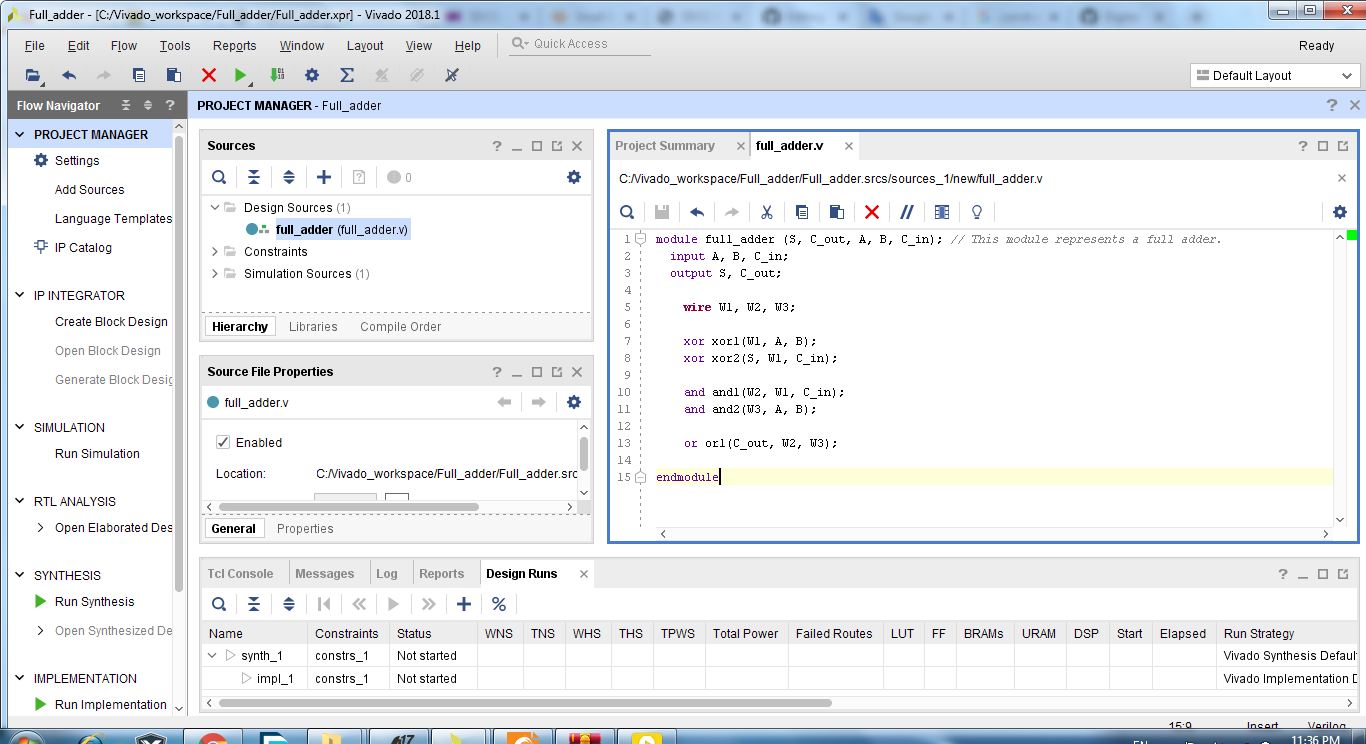 Full_adder - [C:/Vivado_workspace/Full_adder/Full_adder.xpr] - Vivado 2018.1
File Edit Flow Tools Reports Window Layout View Help Quick Access Ready
Default Layout
Flow Navigator
PROJECT MANAGER - Full_adder
PROJECT MANAGER
Settings
Add Sources
Language Templates
IP Catalog
IP INTEGRATOR
Create Block Design
Open Block Design
Generate Block Desig
SIMULATION
Run Simulation
RTL ANALYSIS
Open Elaborated Des
SYNTHESIS
Run Synthesis
Open Synthesized De
IMPLEMENTATION
Run Implementation
Sources
0
Design Sources (1)
full_adder (full_adder.v)
Constraints
Simulation Sources (1)
Hierarchy Libraries Compile Order
Source File Properties
full_adder.v
Enabled
Location: C:/Vivado_workspace/Full_adder/Full_adder.src
General Properties
Project Summary full_adder.v
C:/Vivado_workspace/Full_adder/Full_adder.srcs/sources_1/new/full_adder.v
1 module full_adder (S, C_out, A, B, C_in); // This module represents a full adder.
2 input A, B, C_in;
3 output S, C_out;
4
5 wire W1, W2, W3;
6
7 xor xor1(W1, A, B);
8 xor xor2(S, W1, C_in);
9
10 and and1(W2, W1, C_in);
11 and and2(W3, A, B);
12
13 or or1(C_out, W2, W3);
14
15 endmodule
Tcl Console Messages Log Reports Design Runs
Name Constraints Status WNS TNS WHS THS TPWS Total Power Failed Routes LUT FF BRAMs URAM DSP Start Elapsed Run Strategy
synth_1 constrs_1 Not started Vivado Synthesis Defaul
impl_1 constrs_1 Not started Vivado Implementation D
15:9 Insert Verilog
11:36 PM